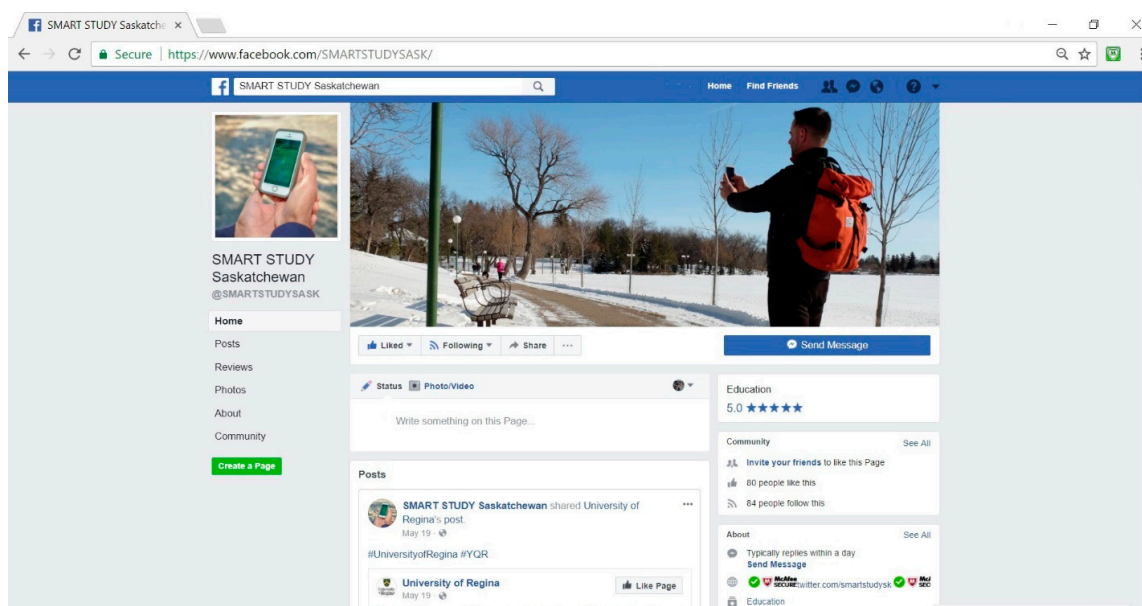 SMART STUDY Saskatche
Secure
https://www.facebook.com/SMARTSTUDYSASK/
SMART STUDY Saskatchewan
Home
Find Friends
SMART STUDY
Saskatchewan
@SMARTSTUDYSASK
Home
Posts
Reviews
Photos
About
Community
Create a Page
Liked
Following
Share
Send Message
Status
Photo/Video
Write something on this Page...
Posts
SMART STUDY Saskatchewan shared University of
Regina's post.
May 19
#UniversityofRegina #YQR
University of Regina
May 19
Like Page
Education
5.0 ★★★★★
Community
See All
Invite your friends to like this Page
80 people like this
84 people follow this
About
See All
Typically replies within a day
Send Message
McAfee SECURE twitter.com/smartstudysk
Education